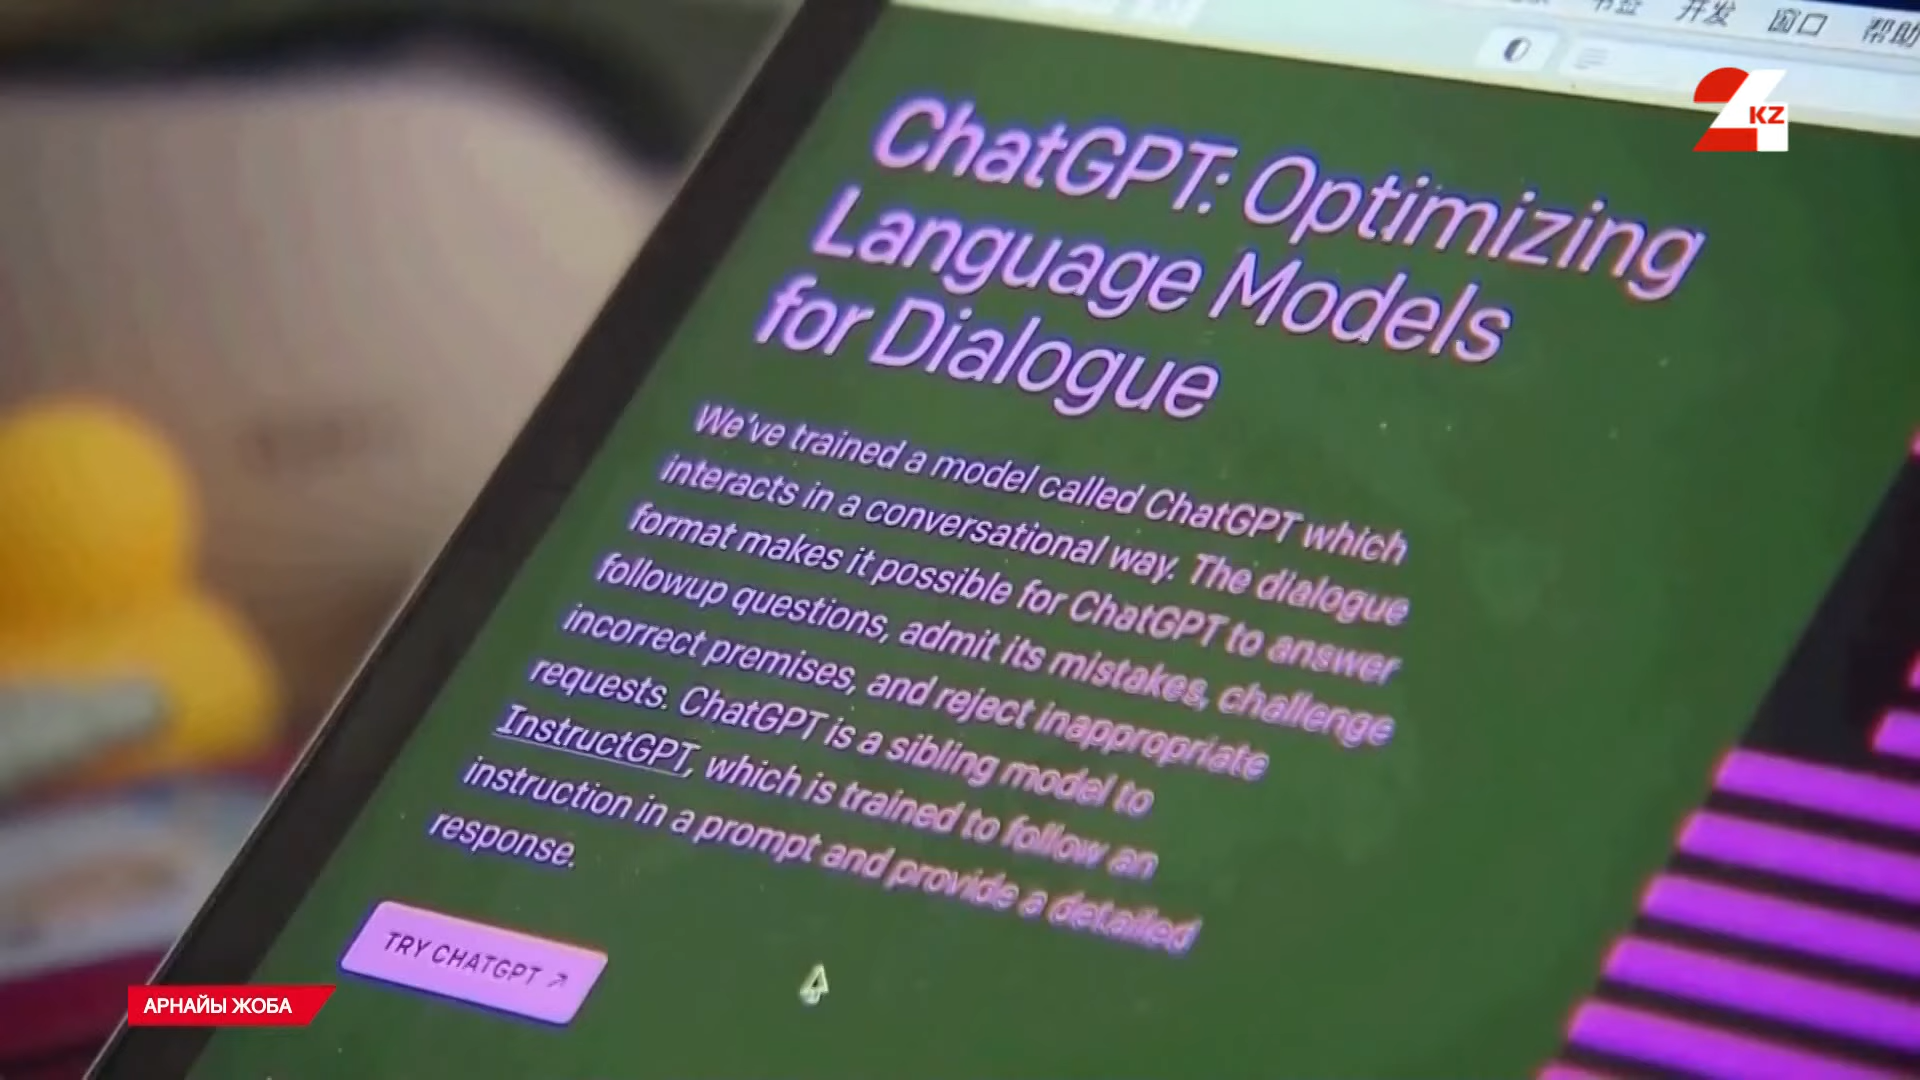 开发 窗口 帮助
24 KZ
ChatGPT: Optimizing
Language Models
for Dialogue
We've trained a model called ChatGPT which
interacts in a conversational way. The dialogue
format makes it possible for ChatGPT to answer
followup questions, admit its mistakes, challenge
incorrect premises, and reject inappropriate
requests. ChatGPT is a sibling model to
InstructGPT, which is trained to follow an
instruction in a prompt and provide a detailed
response.
TRY CHATGPT ↗
АРНАЙЫ ЖОБА